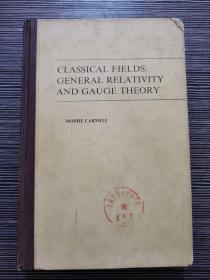 CLASSICAL FIELDS:
GENERAL RELATIVITY
AND GAUGE THEORY
MOSHE CARMELI